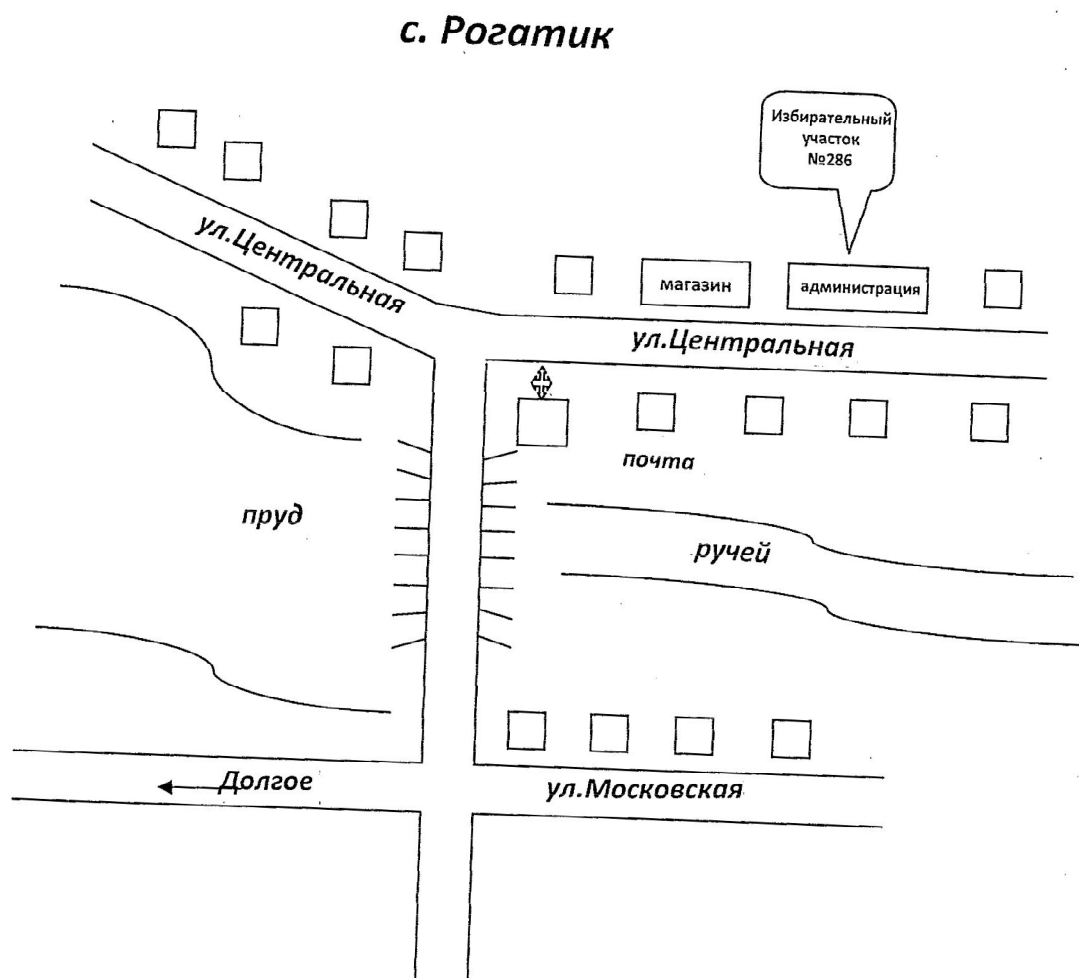 с. Рогатик
Избирательный
участок
№286
ул.Центральная
магазин
администрация
ул.Центральная
почта
пруд
ручей
Долгое
ул.Московская